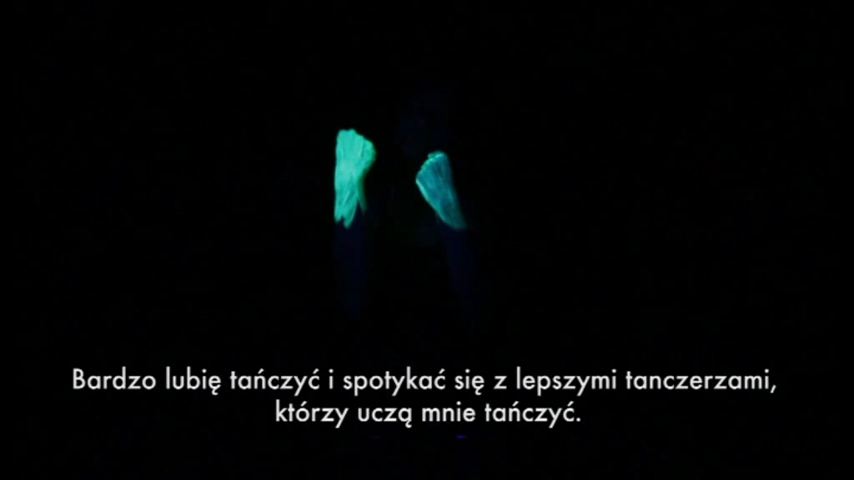 Bardzo lubię tańczyć i spotykać się z lepszymi tanczerzami,
którzy uczą mnie tańczyć.